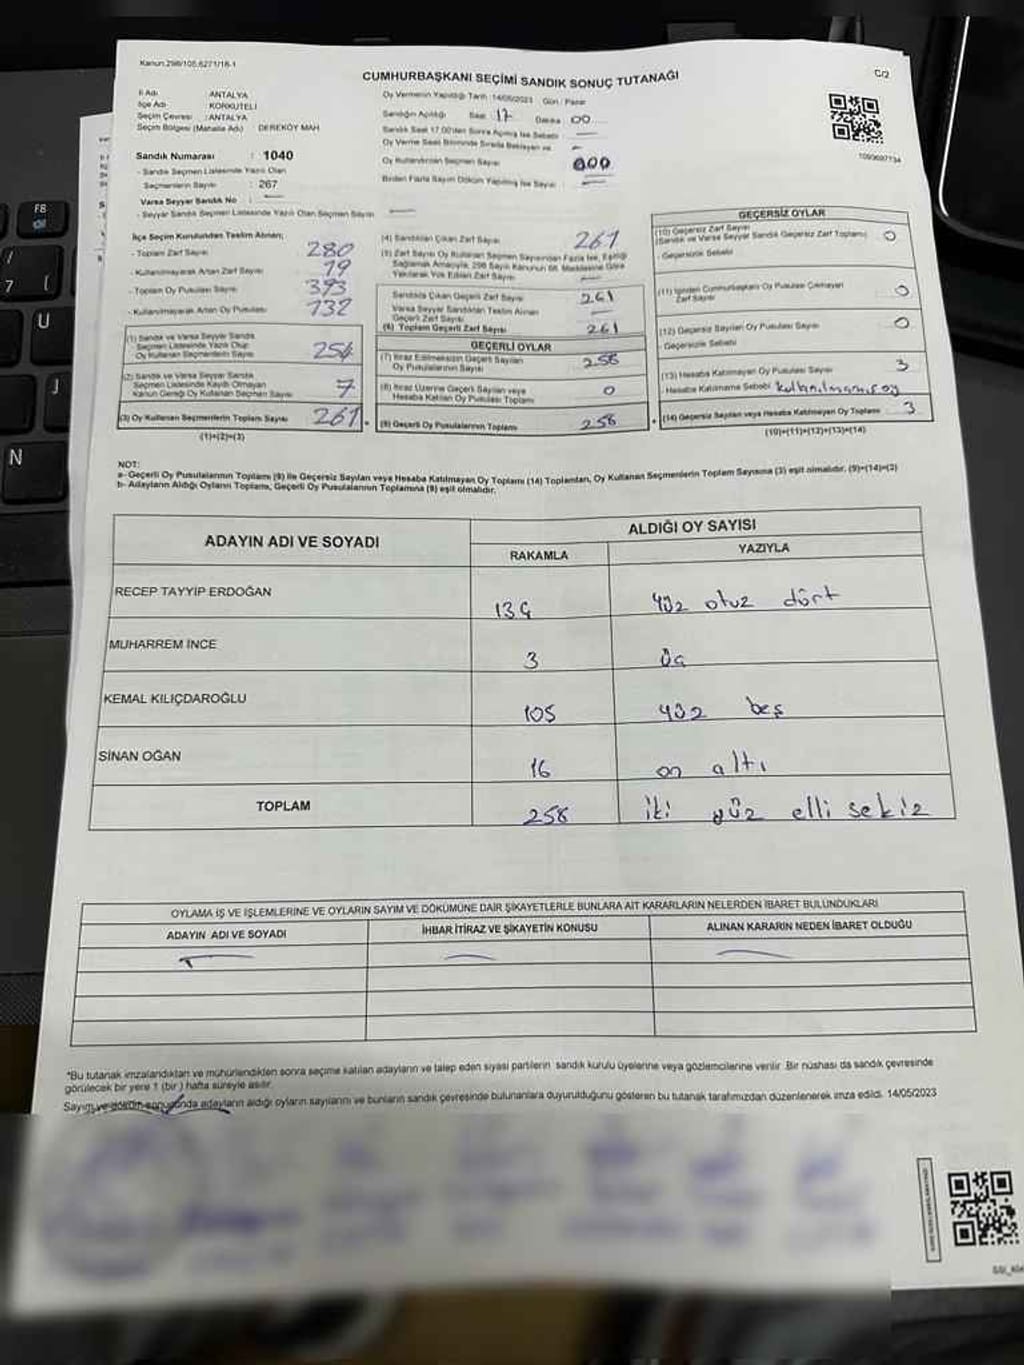 Kanun.298/105,6271/18-1
CUMHURBAŞKANI SEÇİMİ SANDIK SONUÇ TUTANAĞI
C/2
İl Adı ANTALYA
İlçe Adı KORKUTELİ
Seçim Çevresi : ANTALYA
Seçim Bölgesi (Mahalle Adı) DEREKÖY MAH
Sandık Numarası : 1040
- Sandık Seçmen Listesinde Yazılı Olan
Seçmenlerin Sayısı : 267
Varsa Seyyar Sandık No : —
- Seyyar Sandık Seçmen Listesinde Yazılı Olan Seçmen Sayısı —
Oy Vermenin Yapıldığı Tarih : 14/05/2023 Gün : Pazar
Sandığın Açıldığı Saat 17 Dakika 00
Sandık Saat 17.00'den Sonra Açılmış İse Sebebi —
Oy Verme Saati Bitiminde Sırada Bekleyen ve
Oy Kullandırılan Seçmen Sayısı 000
Birden Fazla Sayım Döküm Yapılmış İse Sayısı : —
1093697134
İlçe Seçim Kurulundan Teslim Alınan;
- Toplam Zarf Sayısı 280
- Kullanılmayarak Artan Zarf Sayısı 19
- Toplam Oy Pusulası Sayısı 393
- Kullanılmayarak Artan Oy Pusulası 132
(1) Sandık ve Varsa Seyyar Sandık
Seçmen Listesinde Yazılı Olup
Oy Kullanan Seçmenlerin Sayısı 254
(2) Sandık ve Varsa Seyyar Sandık
Seçmen Listesinde Kaydı Olmayan
Kanun Gereği Oy Kullanan Seçmen Sayısı 7
(3) Oy Kullanan Seçmenlerin Toplam Sayısı 261
(1)+(2)=(3)
(4) Sandıktan Çıkan Zarf Sayısı 261
(5) Zarf Sayısı Oy Kullanan Seçmen Sayısından Fazla İse, Eşitliği
Sağlamak Amacıyla, 298 Sayılı Kanunun 98. Maddesine Göre
Yakılarak Yok Edilen Zarf Sayısı —
Sandıkta Çıkan Geçerli Zarf Sayısı 261
Varsa Seyyar Sandıktan Teslim Alınan
Geçerli Zarf Sayısı —
(6) Toplam Geçerli Zarf Sayısı 261
GEÇERLİ OYLAR
(7) İtiraz Edilmeksizin Geçerli Sayılan
Oy Pusulalarının Sayısı 258
(8) İtiraz Üzerine Geçerli Sayılan veya
Hesaba Katılan Oy Pusulası Toplamı 0
(9) Geçerli Oy Pusulalarının Toplamı 258
GEÇERSİZ OYLAR
(10) Geçersiz Zarf Sayısı
(Sandık ve Varsa Seyyar Sandık Geçersiz Zarf Toplamı) 0
- Geçersizlik Sebebi
(11) İçinden Cumhurbaşkanı Oy Pusulası Çıkmayan
Zarf Sayısı 0
(12) Geçersiz Sayılan Oy Pusulası Sayısı 0
- Geçersizlik Sebebi
(13) Hesaba Katılmayan Oy Pusulası Sayısı 3
- Hesaba Katılmama Sebebi kullanılmamış oy
(14) Geçersiz Sayılan veya Hesaba Katılmayan Oy Toplamı 3
(10)+(11)+(12)+(13)=(14)
NOT:
a- Geçerli Oy Pusulalarının Toplamı (9) ile Geçersiz Sayılan veya Hesaba Katılmayan Oy Toplamı (14) Toplamları, Oy Kullanan Seçmenlerin Toplam Sayısına (3) eşit olmalıdır. (9)+(14)=(3)
b- Adayların Aldığı Oyların Toplamı, Geçerli Oy Pusulalarının Toplamına (9) eşit olmalıdır.
ADAYIN ADI VE SOYADI ALDIĞI OY SAYISI
RAKAMLA YAZIYLA
RECEP TAYYİP ERDOĞAN 134 yüz otuz dört
MUHARREM İNCE 3 üç
KEMAL KILIÇDAROĞLU 105 yüz beş
SİNAN OĞAN 16 on altı
TOPLAM 258 iki yüz elli sekiz
OYLAMA İŞ VE İŞLEMLERİNE VE OYLARIN SAYIM VE DÖKÜMÜNE DAİR ŞİKAYETLERLE BUNLARA AİT KARARLARIN NELERDEN İBARET BULUNDUKLARI
ADAYIN ADI VE SOYADI İHBAR İTİRAZ VE ŞİKAYETİN KONUSU ALINAN KARARIN NEDEN İBARET OLDUĞU
*Bu tutanak imzalandıktan ve mühürlendikten sonra seçime katılan adayların ve talep eden siyasi partilerin sandık kurulu üyelerine veya gözlemcilerine verilir. Bir nüshası da sandık çevresinde
görülecek bir yere 1 (bir) hafta süreyle asılır.
Sayım ve döküm sonucunda adayların aldığı oyların sayılarını ve bunların sandık çevresinde bulunanlara duyurulduğunu gösteren bu tutanak tarafımızdan düzenlenerek imza edildi. 14/05/2023
F8
7
U
J
N